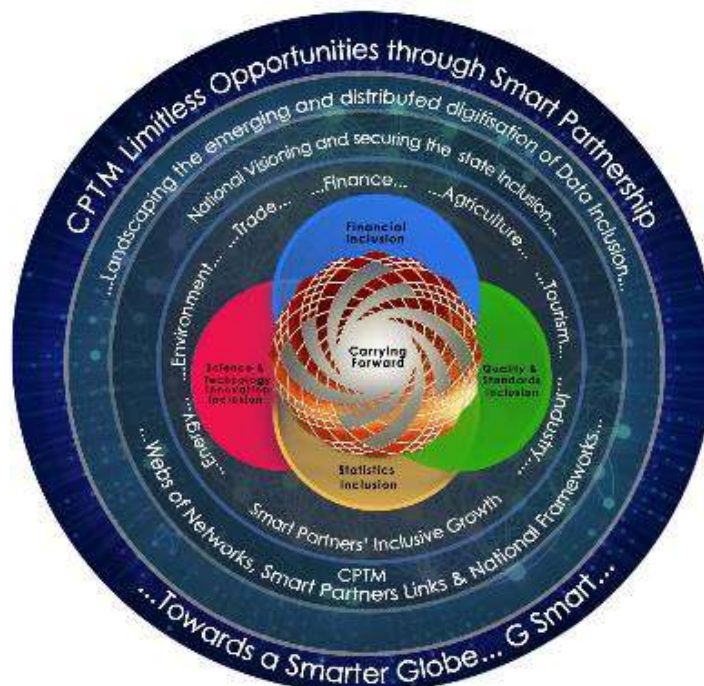 CPTM Limitless Opportunities through Smart Partnership
...Landscaping the emerging and distributed digitisation of Data Inclusion...
National Visioning and securing the state Inclusion...
...Energy...
...Environment...
...Trade...
...Finance...
...Agriculture...
...Tourism...
...Industry...
Financial
Inclusion
Science &
Technology
Innovation
Inclusion
Carrying
Forward
Quality &
Standards
Inclusion
Statistics
Inclusion
Smart Partners' Inclusive Growth
CPTM
...Webs of Networks, Smart Partners Links & National Frameworks...
...Towards a Smarter Globe... G Smart...